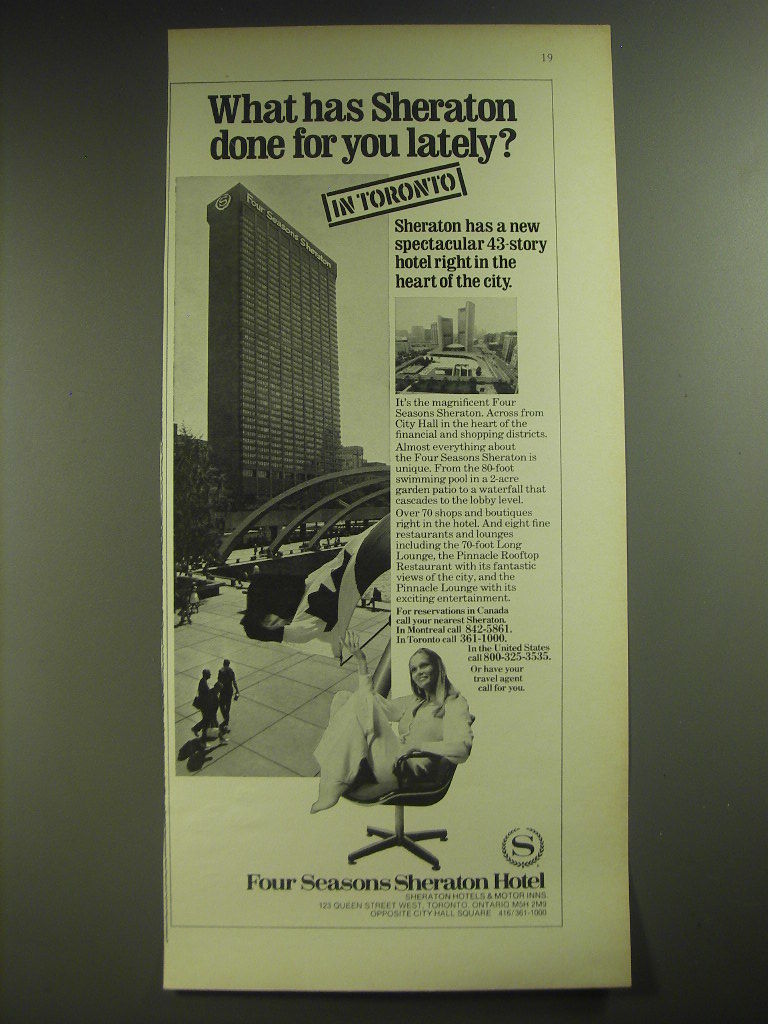 19
What has Sheraton
done for you lately?
IN TORONTO
S
Four Seasons Sheraton
Sheraton has a new
spectacular 43-story
hotel right in the
heart of the city.
It's the magnificent Four
Seasons Sheraton. Across from
City Hall in the heart of the
financial and shopping districts.
Almost everything about
the Four Seasons Sheraton is
unique. From the 80-foot
swimming pool in a 2-acre
garden patio to a waterfall that
cascades to the lobby level.
Over 70 shops and boutiques
right in the hotel. And eight fine
restaurants and lounges
including the 70-foot Long
Lounge, the Pinnacle Rooftop
Restaurant with its fantastic
views of the city, and the
Pinnacle Lounge with its
exciting entertainment.
For reservations in Canada
call your nearest Sheraton.
In Montreal call 842-5861.
In Toronto call 361-1000.
In the United States
call 800-325-3535.
Or have your
travel agent
call for you.
S
Four Seasons Sheraton Hotel
SHERATON HOTELS & MOTOR INNS
123 QUEEN STREET WEST, TORONTO, ONTARIO M5H 2M9
OPPOSITE CITY HALL SQUARE 416/361-1000